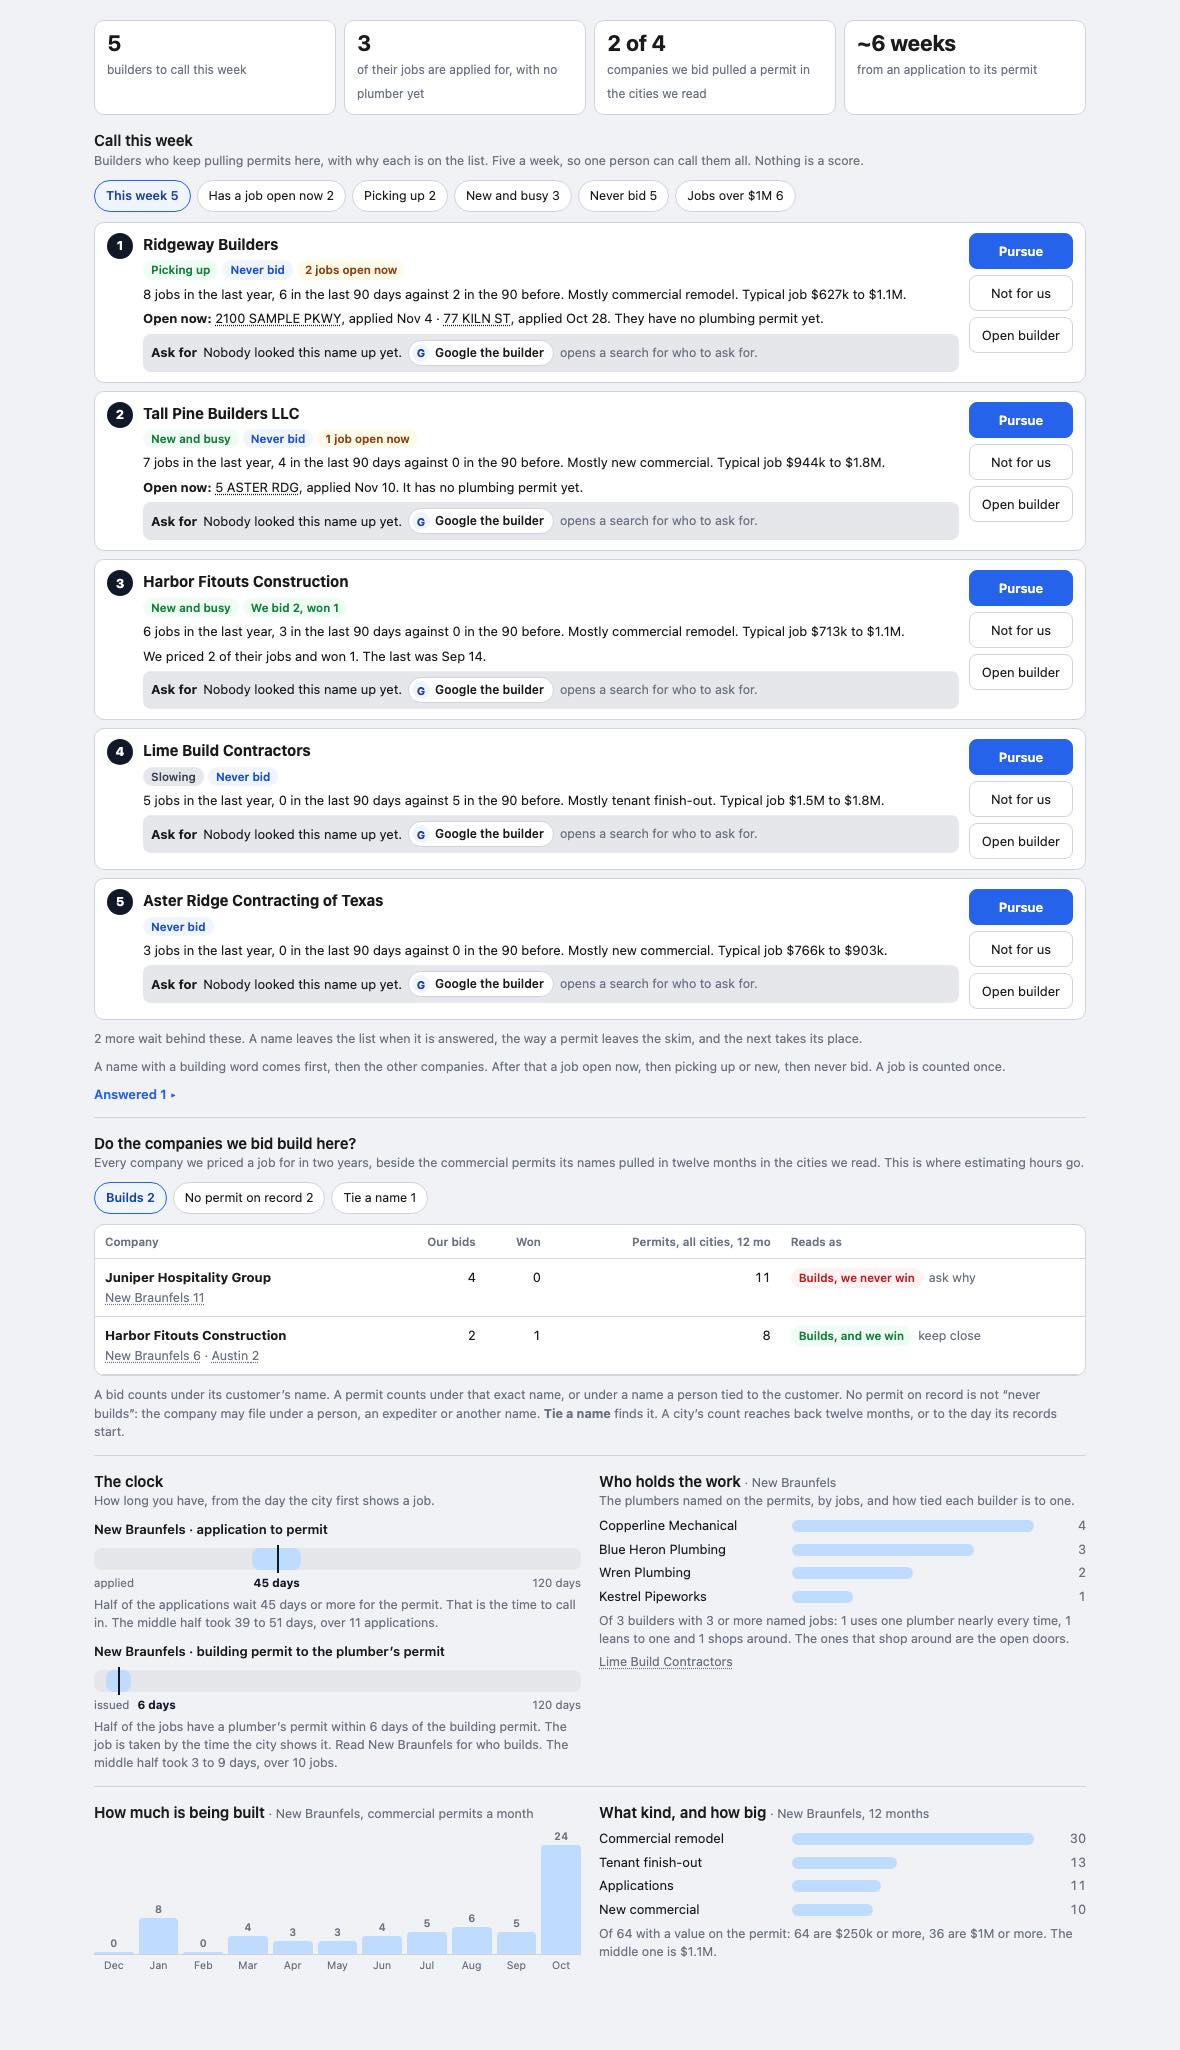 5
builders to call this week
3
of their jobs are applied for, with no
plumber yet
2 of 4
companies we bid pulled a permit in
the cities we read
~6 weeks
from an application to its permit
Call this week
Builders who keep pulling permits here, with why each is on the list. Five a week, so one person can call them all. Nothing is a score.
This week 5
Has a job open now 2
Picking up 2
New and busy 3
Never bid 5
Jobs over $1M 6
1
Ridgeway Builders
Picking up
Never bid
2 jobs open now
8 jobs in the last year, 6 in the last 90 days against 2 in the 90 before. Mostly commercial remodel. Typical job $627k to $1.1M.
Open now: 2100 SAMPLE PKWY, applied Nov 4 · 77 KILN ST, applied Oct 28. They have no plumbing permit yet.
Ask for Nobody looked this name up yet. G Google the builder opens a search for who to ask for.
Pursue
Not for us
Open builder
2
Tall Pine Builders LLC
New and busy
Never bid
1 job open now
7 jobs in the last year, 4 in the last 90 days against 0 in the 90 before. Mostly new commercial. Typical job $944k to $1.8M.
Open now: 5 ASTER RDG, applied Nov 10. It has no plumbing permit yet.
Ask for Nobody looked this name up yet. G Google the builder opens a search for who to ask for.
Pursue
Not for us
Open builder
3
Harbor Fitouts Construction
New and busy
We bid 2, won 1
6 jobs in the last year, 3 in the last 90 days against 0 in the 90 before. Mostly commercial remodel. Typical job $713k to $1.1M.
We priced 2 of their jobs and won 1. The last was Sep 14.
Ask for Nobody looked this name up yet. G Google the builder opens a search for who to ask for.
Pursue
Not for us
Open builder
4
Lime Build Contractors
Slowing
Never bid
5 jobs in the last year, 0 in the last 90 days against 5 in the 90 before. Mostly tenant finish-out. Typical job $1.5M to $1.8M.
Ask for Nobody looked this name up yet. G Google the builder opens a search for who to ask for.
Pursue
Not for us
Open builder
5
Aster Ridge Contracting of Texas
Never bid
3 jobs in the last year, 0 in the last 90 days against 0 in the 90 before. Mostly new commercial. Typical job $766k to $903k.
Ask for Nobody looked this name up yet. G Google the builder opens a search for who to ask for.
Pursue
Not for us
Open builder
2 more wait behind these. A name leaves the list when it is answered, the way a permit leaves the skim, and the next takes its place.
A name with a building word comes first, then the other companies. After that a job open now, then picking up or new, then never bid. A job is counted once.
Answered 1 ▸
Do the companies we bid build here?
Every company we priced a job for in two years, beside the commercial permits its names pulled in twelve months in the cities we read. This is where estimating hours go.
Builds 2
No permit on record 2
Tie a name 1
Company Our bids Won Permits, all cities, 12 mo Reads as
Juniper Hospitality Group 4 0 11 Builds, we never win ask why
New Braunfels 11
Harbor Fitouts Construction 2 1 8 Builds, and we win keep close
New Braunfels 6 · Austin 2
A bid counts under its customer’s name. A permit counts under that exact name, or under a name a person tied to the customer. No permit on record is not “never
builds”: the company may file under a person, an expediter or another name. Tie a name finds it. A city’s count reaches back twelve months, or to the day its records
start.
The clock
How long you have, from the day the city first shows a job.
New Braunfels · application to permit
applied 45 days 120 days
Half of the applications wait 45 days or more for the permit. That is the time to call
in. The middle half took 39 to 51 days, over 11 applications.
New Braunfels · building permit to the plumber’s permit
issued 6 days 120 days
Half of the jobs have a plumber’s permit within 6 days of the building permit. The
job is taken by the time the city shows it. Read New Braunfels for who builds. The
middle half took 3 to 9 days, over 10 jobs.
Who holds the work · New Braunfels
The plumbers named on the permits, by jobs, and how tied each builder is to one.
Copperline Mechanical 4
Blue Heron Plumbing 3
Wren Plumbing 2
Kestrel Pipeworks 1
Of 3 builders with 3 or more named jobs: 1 uses one plumber nearly every time, 1
leans to one and 1 shops around. The ones that shop around are the open doors.
Lime Build Contractors
How much is being built · New Braunfels, commercial permits a month
0 8 0 4 3 3 4 5 6 5 24
Dec Jan Feb Mar Apr May Jun Jul Aug Sep Oct
What kind, and how big · New Braunfels, 12 months
Commercial remodel 30
Tenant finish-out 13
Applications 11
New commercial 10
Of 64 with a value on the permit: 64 are $250k or more, 36 are $1M or more. The
middle one is $1.1M.